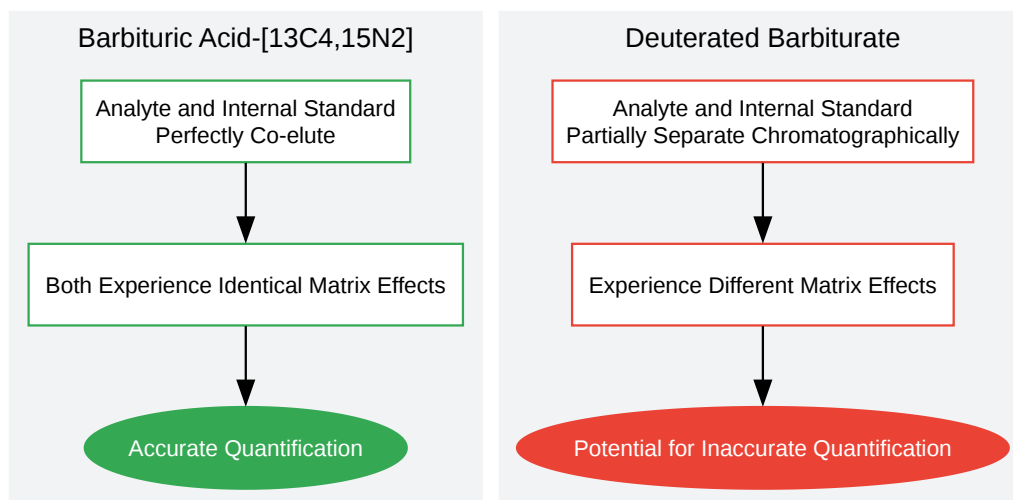 Barbituric Acid-[13C4,15N2]
Analyte and Internal Standard
Perfectly Co-elute
Both Experience Identical Matrix Effects
Accurate Quantification
Deuterated Barbiturate
Analyte and Internal Standard
Partially Separate Chromatographically
Experience Different Matrix Effects
Potential for Inaccurate Quantification